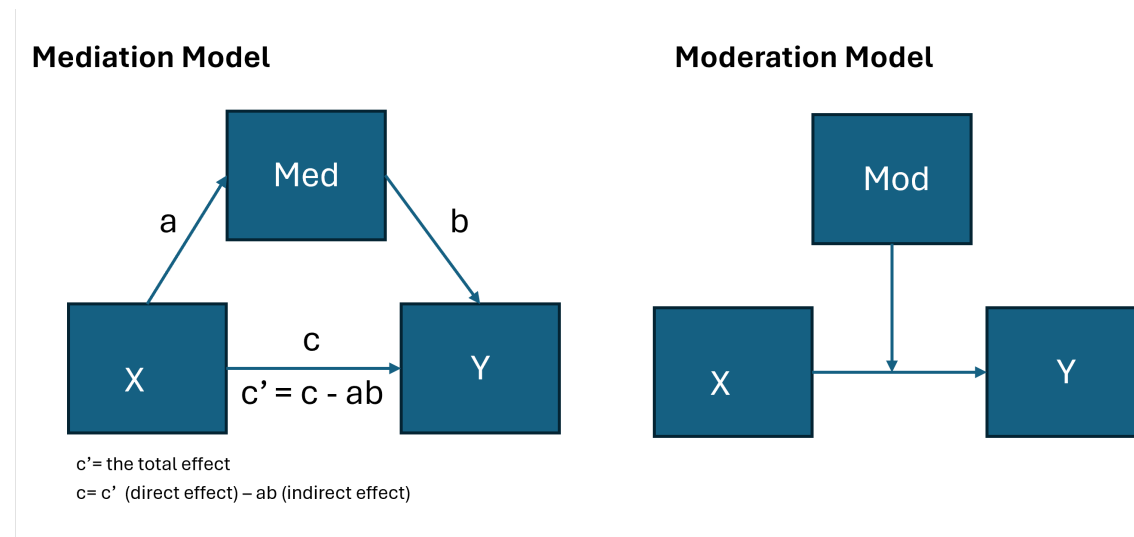 Mediation Model
Moderation Model
Med
Mod
a
b
c
X
Y
c’ = c - ab
X
Y
c’= the total effect
c= c’ (direct effect) – ab (indirect effect)